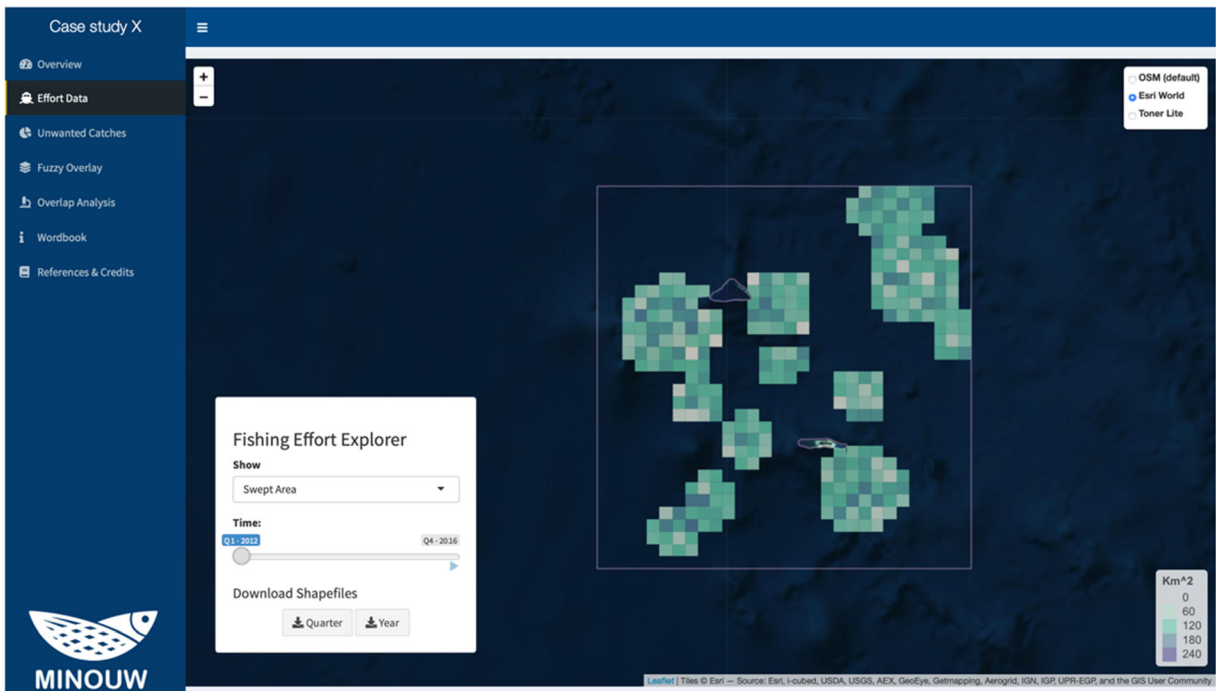 Case study X
Overview
Effort Data
Unwanted Catches
Fuzzy Overlay
Overlap Analysis
Wordbook
References & Credits
MINOUW
+
−
OSM (default)
Esri World
Toner Lite
Fishing Effort Explorer
Show
Swept Area
Time:
Q1 - 2012 Q4 - 2016
Download Shapefiles
Quarter Year
Km^2
0
60
120
180
240
Leaflet | Tiles © Esri — Source: Esri, i-cubed, USDA, USGS, AEX, GeoEye, Getmapping, Aerogrid, IGN, IGP, UPR-EGP, and the GIS User Community